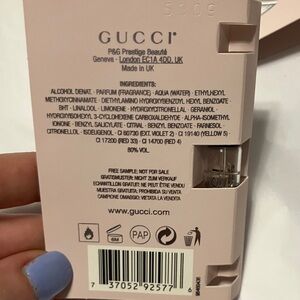 5309
GUCCI
P&G Prestige Beauté
Geneva - London EC1A 4DD, UK
Made in UK
INGREDIENTS:
ALCOHOL DENAT. - PARFUM (FRAGRANCE) - AQUA (WATER) - ETHYLHEXYL
METHOXYCINNAMATE - DIETHYLAMINO HYDROXYBENZOYL HEXYL BENZOATE
BHT - LINALOOL - LIMONENE - GERANIOL -
HYDROXYISOHEXYL 3-CYCLOHEXENE CARBOXALDEHYDE - ALPHA-ISOMETHYL
IONONE - BENZYL SALICYLATE - CITRAL - BENZYL BENZOATE - FARNESOL
CITRONELLOL - ISOEUGENOL - CI 60730 (EXT. VIOLET 2) CI 19140 (YELLOW 5)
CI 17200 (RED 33) CI 14700 (RED 4)
80% VOL.
FREE SAMPLE: NOT FOR SALE
GRATISMUSTER: NICHT ZUM VERKAUF
ECHANTILLON GRATUIT: NE PEUT ÊTRE VENDU
MUESTRA GRATUITA: PROHIBIDA SU VENTA
CAMPIONE OMAGGIO: VIETATA LA VENDITA
www.gucci.com
6M
PAP
7 37052 92577 6